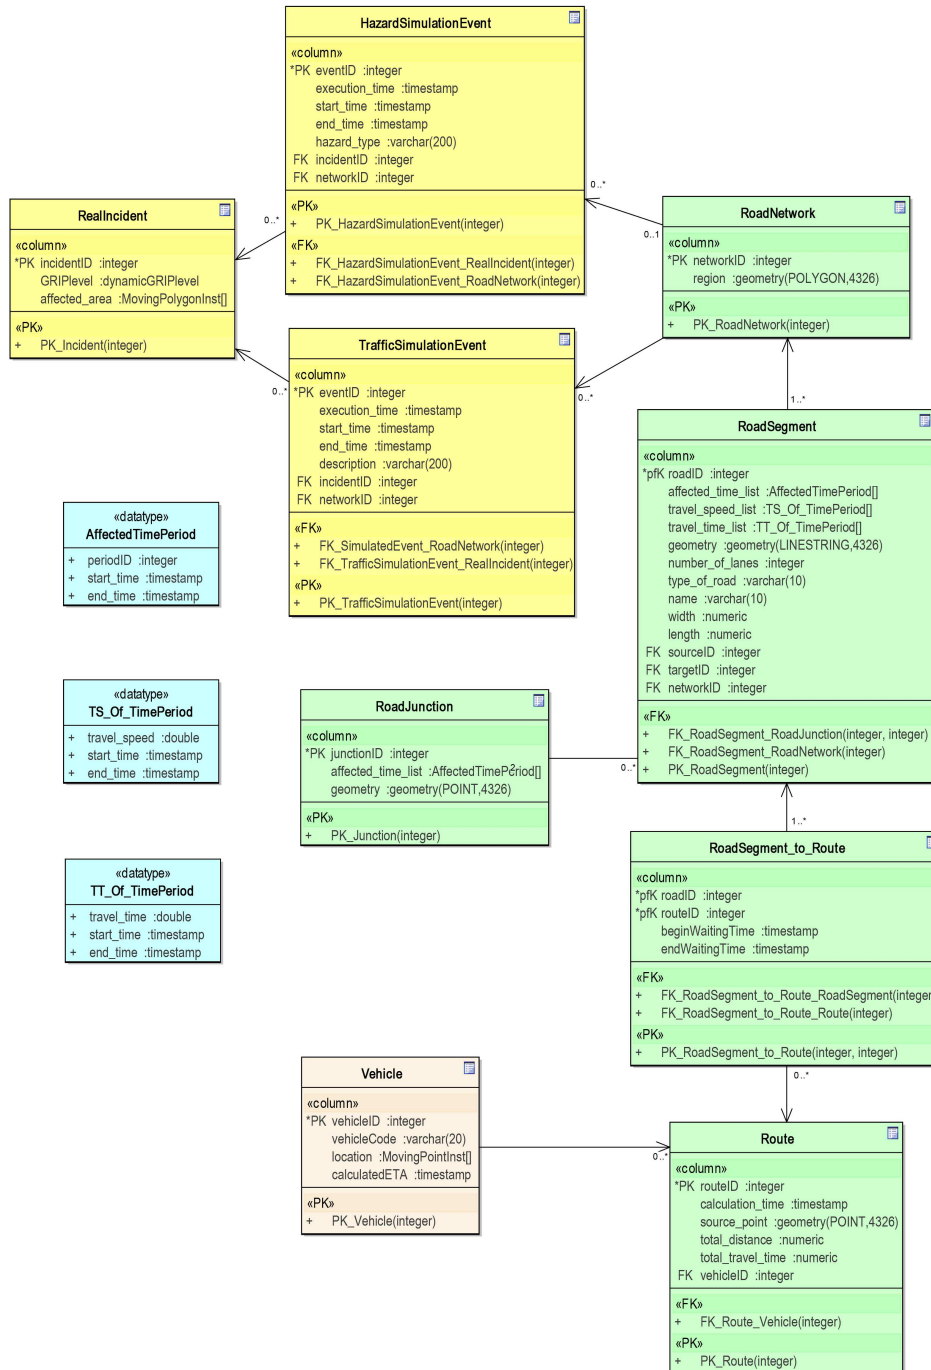 HazardSimulationEvent
«column»
*PK eventID :integer
execution_time :timestamp
start_time :timestamp
end_time :timestamp
hazard_type :varchar(200)
FK incidentID :integer
FK networkID :integer
«PK»
+ PK_HazardSimulationEvent(integer)
«FK»
+ FK_HazardSimulationEvent_RealIncident(integer)
+ FK_HazardSimulationEvent_RoadNetwork(integer)
0..*
0..*
0..1
RealIncident
«column»
*PK incidentID :integer
GRIPlevel :dynamicGRIPlevel
affected_area :MovingPolygonInst[]
«PK»
+ PK_Incident(integer)
RoadNetwork
«column»
*PK networkID :integer
region :geometry(POLYGON,4326)
«PK»
+ PK_RoadNetwork(integer)
TrafficSimulationEvent
«column»
*PK eventID :integer
execution_time :timestamp
start_time :timestamp
end_time :timestamp
description :varchar(200)
FK incidentID :integer
FK networkID :integer
«FK»
+ FK_SimulatedEvent_RoadNetwork(integer)
+ FK_TrafficSimulationEvent_RealIncident(integer)
«PK»
+ PK_TrafficSimulationEvent(integer)
0..*
0..*
1..*
RoadSegment
«column»
*pfK roadID :integer
affected_time_list :AffectedTimePeriod[]
travel_speed_list :TS_Of_TimePeriod[]
travel_time_list :TT_Of_TimePeriod[]
geometry :geometry(LINESTRING,4326)
number_of_lanes :integer
type_of_road :varchar(10)
name :varchar(10)
width :numeric
length :numeric
FK sourceID :integer
FK targetID :integer
FK networkID :integer
«FK»
+ FK_RoadSegment_RoadJunction(integer, integer)
+ FK_RoadSegment_RoadNetwork(integer)
+ PK_RoadSegment(integer)
«datatype»
AffectedTimePeriod
+ periodID :integer
+ start_time :timestamp
+ end_time :timestamp
«datatype»
TS_Of_TimePeriod
+ travel_speed :double
+ start_time :timestamp
+ end_time :timestamp
RoadJunction
«column»
*PK junctionID :integer
affected_time_list :AffectedTimePeriod[]
geometry :geometry(POINT,4326)
«PK»
+ PK_Junction(integer)
2
0..*
1..*
«datatype»
TT_Of_TimePeriod
+ travel_time :double
+ start_time :timestamp
+ end_time :timestamp
RoadSegment_to_Route
«column»
*pfK roadID :integer
*pfK routeID :integer
beginWaitingTime :timestamp
endWaitingTime :timestamp
«FK»
+ FK_RoadSegment_to_Route_RoadSegment(integer
+ FK_RoadSegment_to_Route_Route(integer)
«PK»
+ PK_RoadSegment_to_Route(integer, integer)
0..*
Vehicle
«column»
*PK vehicleID :integer
vehicleCode :varchar(20)
location :MovingPointInst[]
calculatedETA :timestamp
«PK»
+ PK_Vehicle(integer)
0..*
Route
«column»
*PK routeID :integer
calculation_time :timestamp
source_point :geometry(POINT,4326)
total_distance :numeric
total_travel_time :numeric
FK vehicleID :integer
«FK»
+ FK_Route_Vehicle(integer)
«PK»
+ PK_Route(integer)